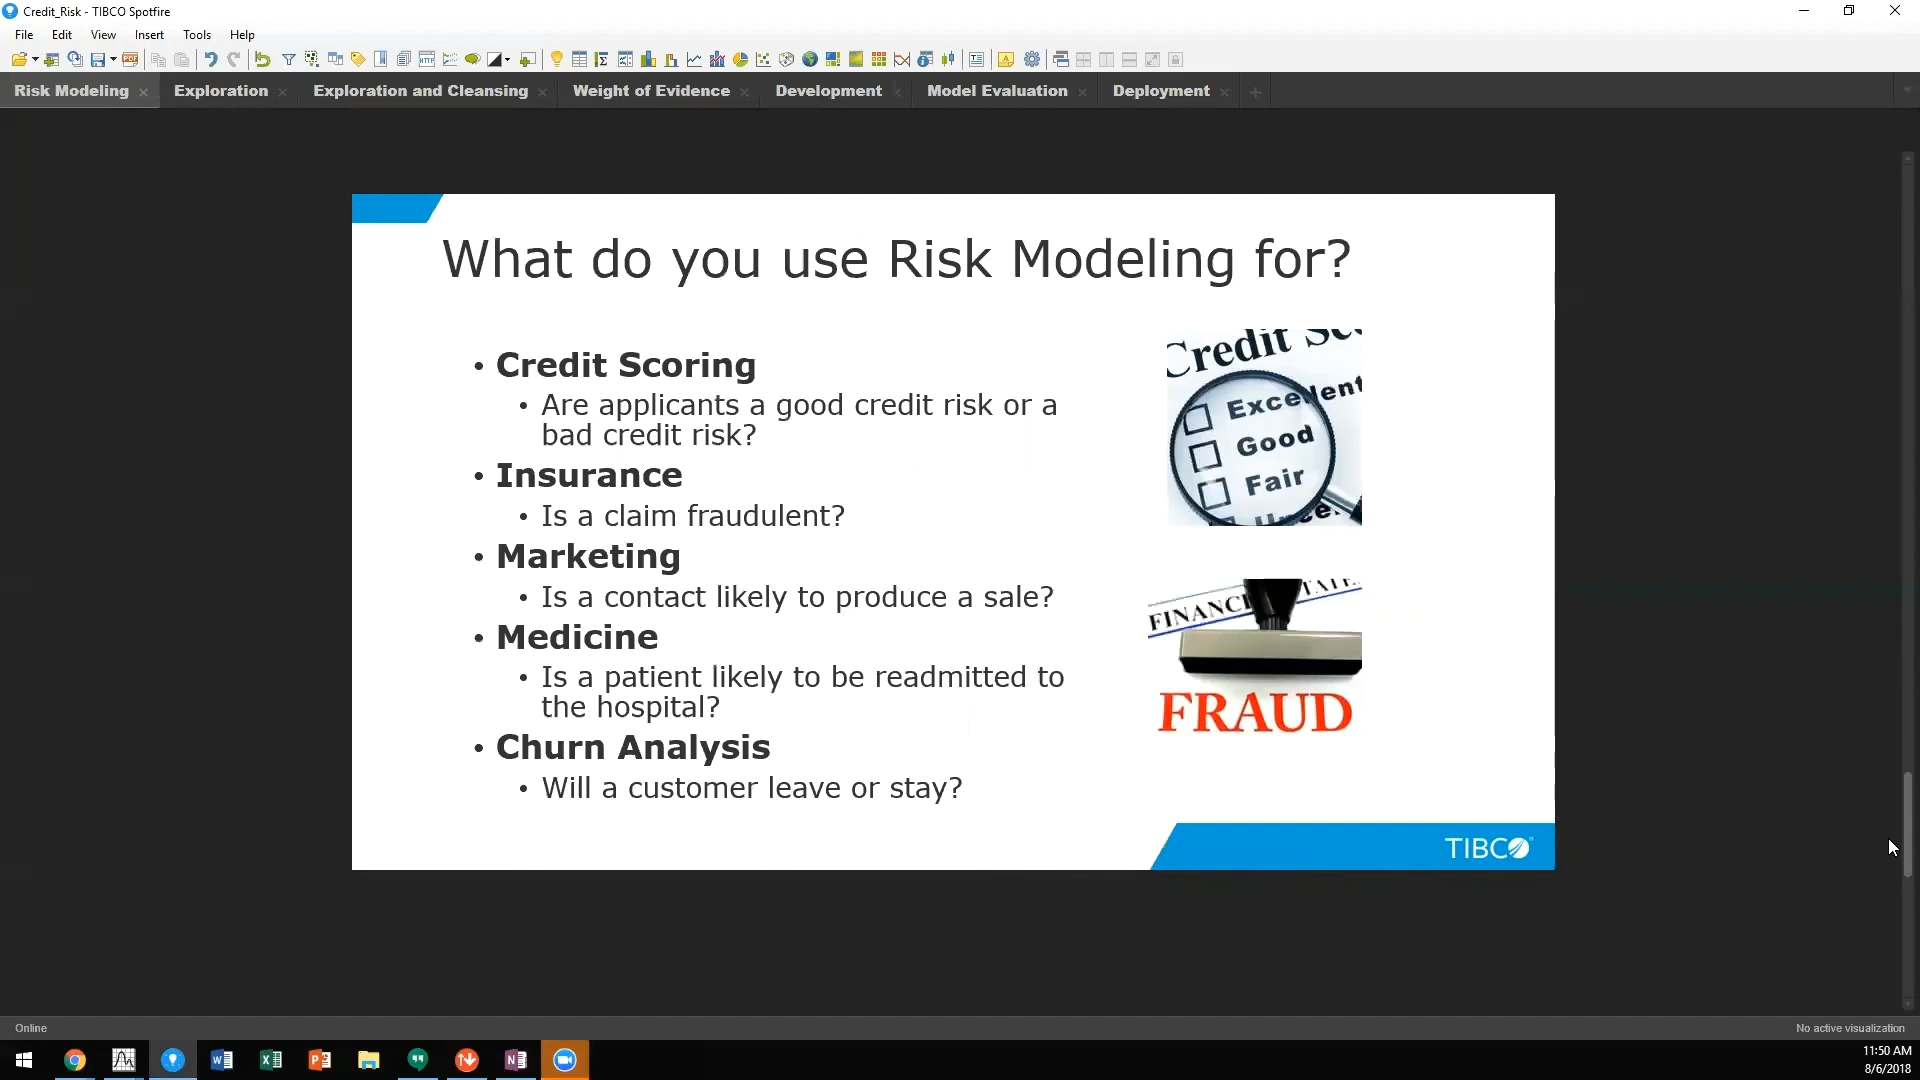 Credit_Risk - TIBCO Spotfire
File Edit View Insert Tools Help
Risk Modeling Exploration Exploration and Cleansing Weight of Evidence Development Model Evaluation Deployment
What do you use Risk Modeling for?
• Credit Scoring
• Are applicants a good credit risk or a
bad credit risk?
• Insurance
• Is a claim fraudulent?
• Marketing
• Is a contact likely to produce a sale?
• Medicine
• Is a patient likely to be readmitted to
the hospital?
• Churn Analysis
• Will a customer leave or stay?
Credit Sc
Excellent
Good
Fair
FINANC
FRAUD
TIBCO
Online
No active visualization
11:50 AM
8/6/2018